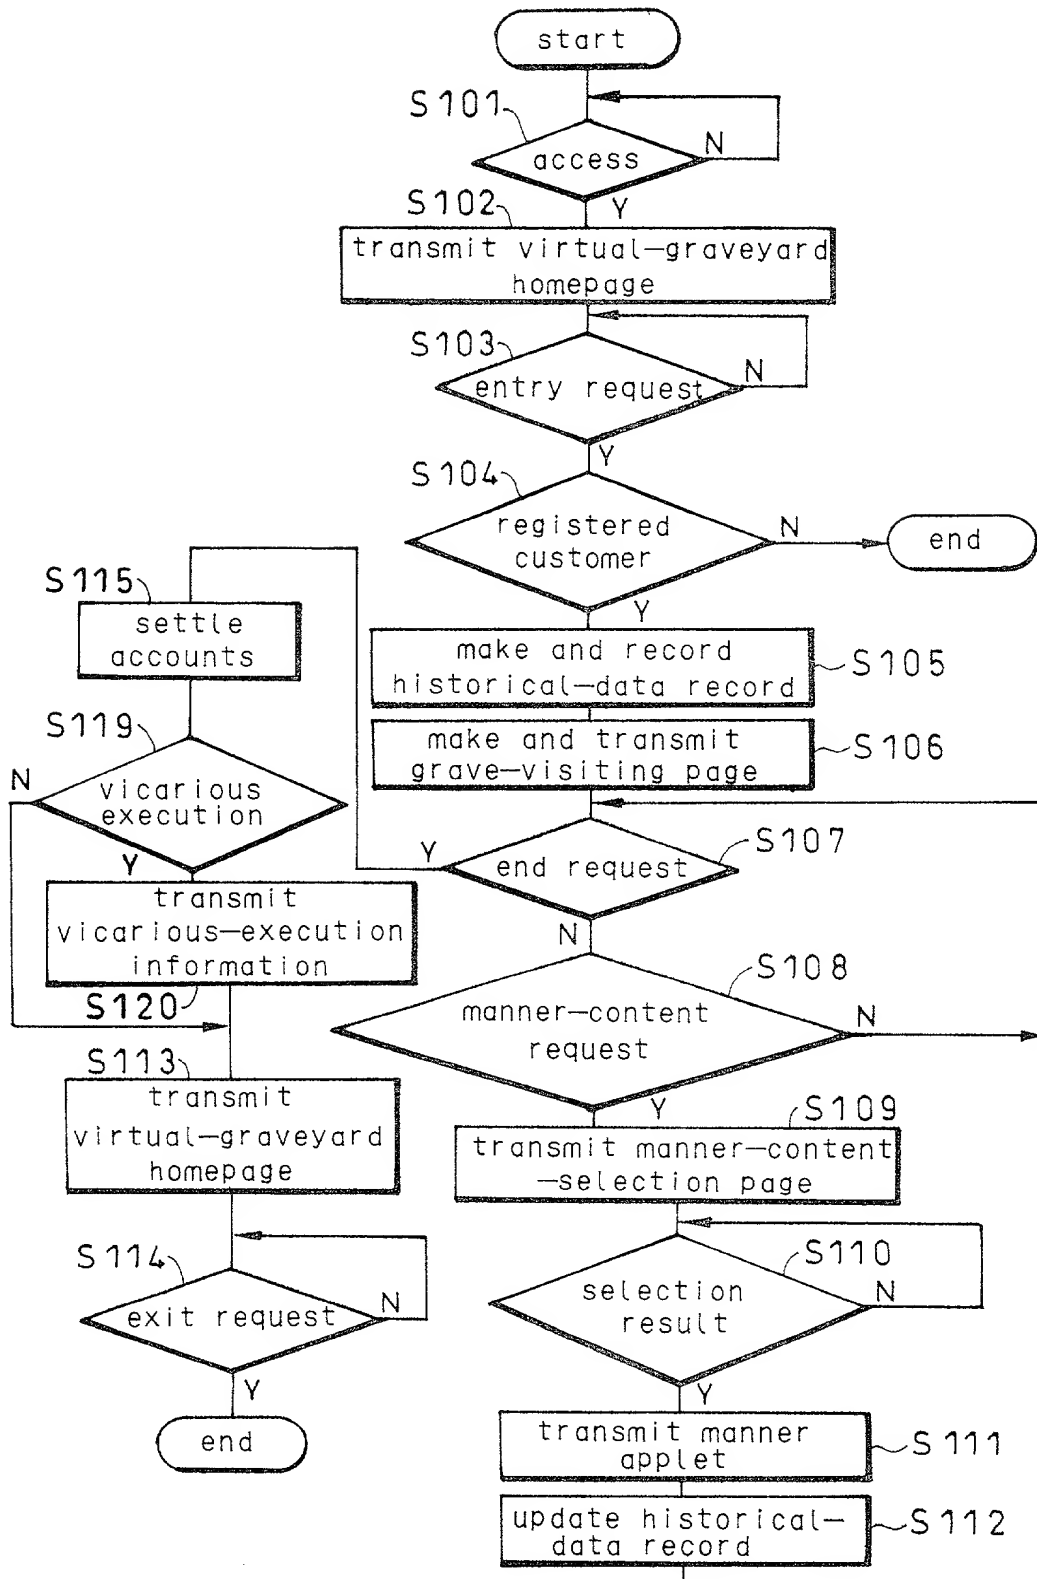 start
S101
access
N
Y
S102
transmit virtual—graveyard
homepage
S103
entry request
N
Y
S104
registered
customer
N
end
Y
S115
settle
accounts
make and record
historical—data record
S105
S119
vicarious
execution
N
Y
make and transmit
grave—visiting page
S106
end request
S107
Y
N
transmit
vicarious—execution
information
S120
S108
manner—content
request
N
Y
S113
transmit
virtual—graveyard
homepage
S109
transmit manner—content
—selection page
S114
exit request
N
Y
end
S110
selection
result
N
Y
transmit manner
applet
S111
update historical—
data record
S112